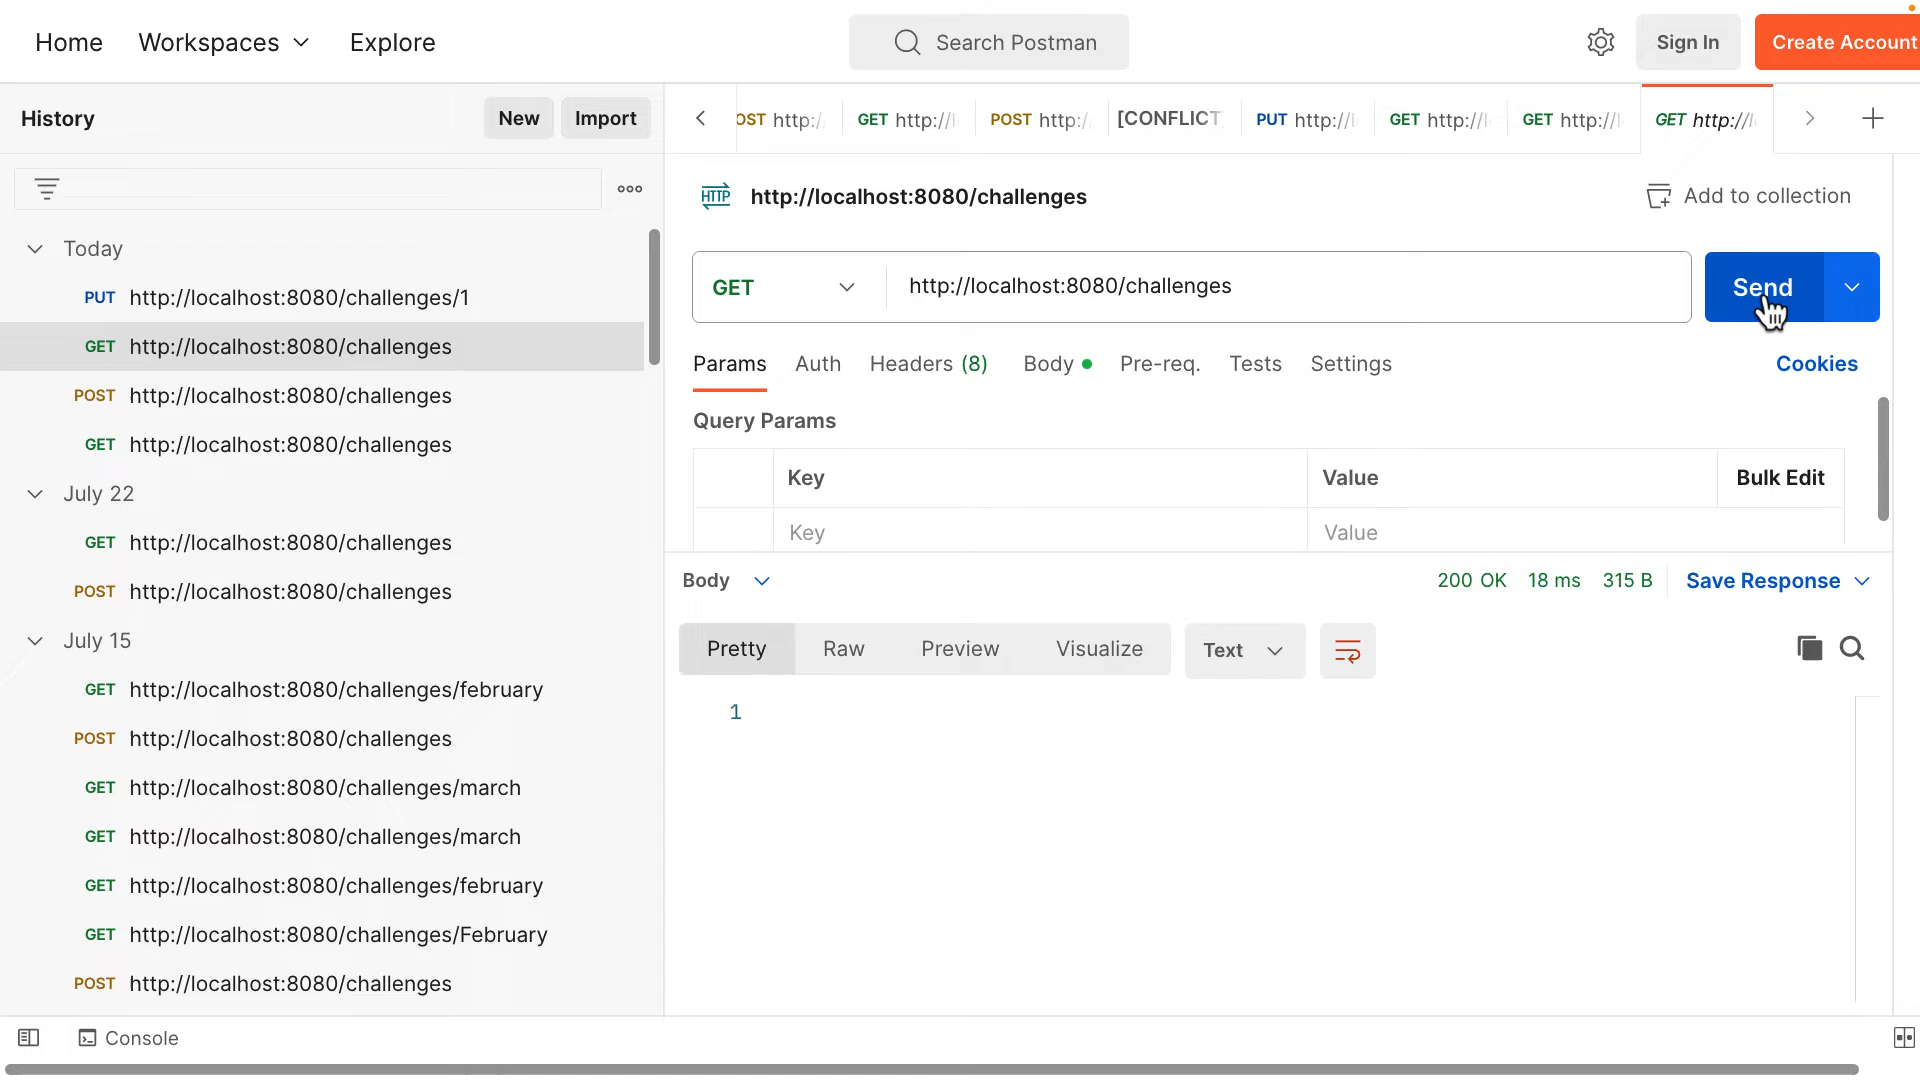 Home Workspaces Explore Search Postman Sign In Create Account
History New Import
OST http:/ GET http://l POST http:/ [CONFLICT PUT http://l GET http://l GET http://l GET http://l
HTTP http://localhost:8080/challenges Add to collection
GET http://localhost:8080/challenges Send
Params Auth Headers (8) Body Pre-req. Tests Settings Cookies
Query Params
Key Value Bulk Edit
Key Value
Today
PUT http://localhost:8080/challenges/1
GET http://localhost:8080/challenges
POST http://localhost:8080/challenges
GET http://localhost:8080/challenges
July 22
GET http://localhost:8080/challenges
POST http://localhost:8080/challenges
July 15
GET http://localhost:8080/challenges/february
POST http://localhost:8080/challenges
GET http://localhost:8080/challenges/march
GET http://localhost:8080/challenges/march
GET http://localhost:8080/challenges/february
GET http://localhost:8080/challenges/February
POST http://localhost:8080/challenges
Body 200 OK 18 ms 315 B Save Response
Pretty Raw Preview Visualize Text
1
Console